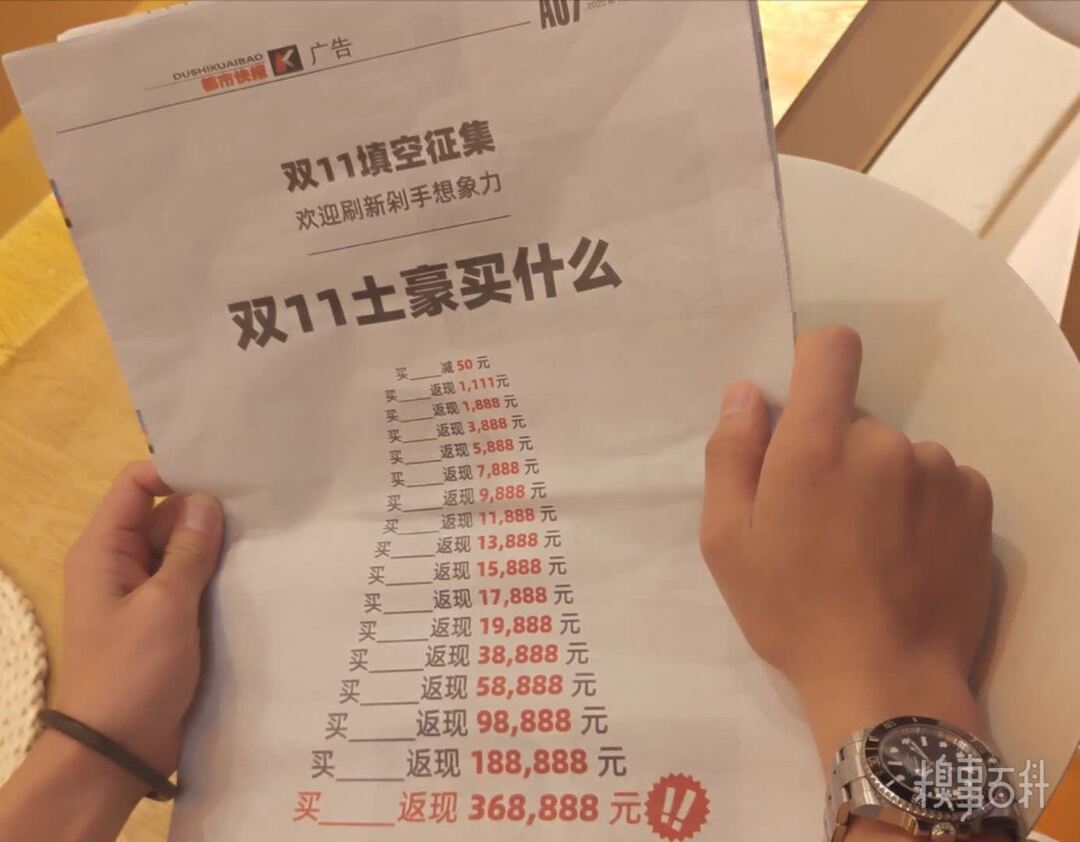 DUSHIKUAIBAO
都市快报
广告
A07
双11填空征集
欢迎刷新剁手想象力
双11土豪买什么
买____减 50 元
买____返现 1,111元
买____返现 1,888 元
买____返现 3,888 元
买____返现 5,888 元
买____返现 7,888 元
买____返现 9,888 元
买____返现 11,888 元
买____返现 13,888 元
买____返现 15,888 元
买____返现 17,888 元
买____返现 19,888 元
买____返现 38,888 元
买____返现 58,888 元
买____返现 98,888 元
买____返现 188,888 元
买____返现 368,888 元!!
糗事百科